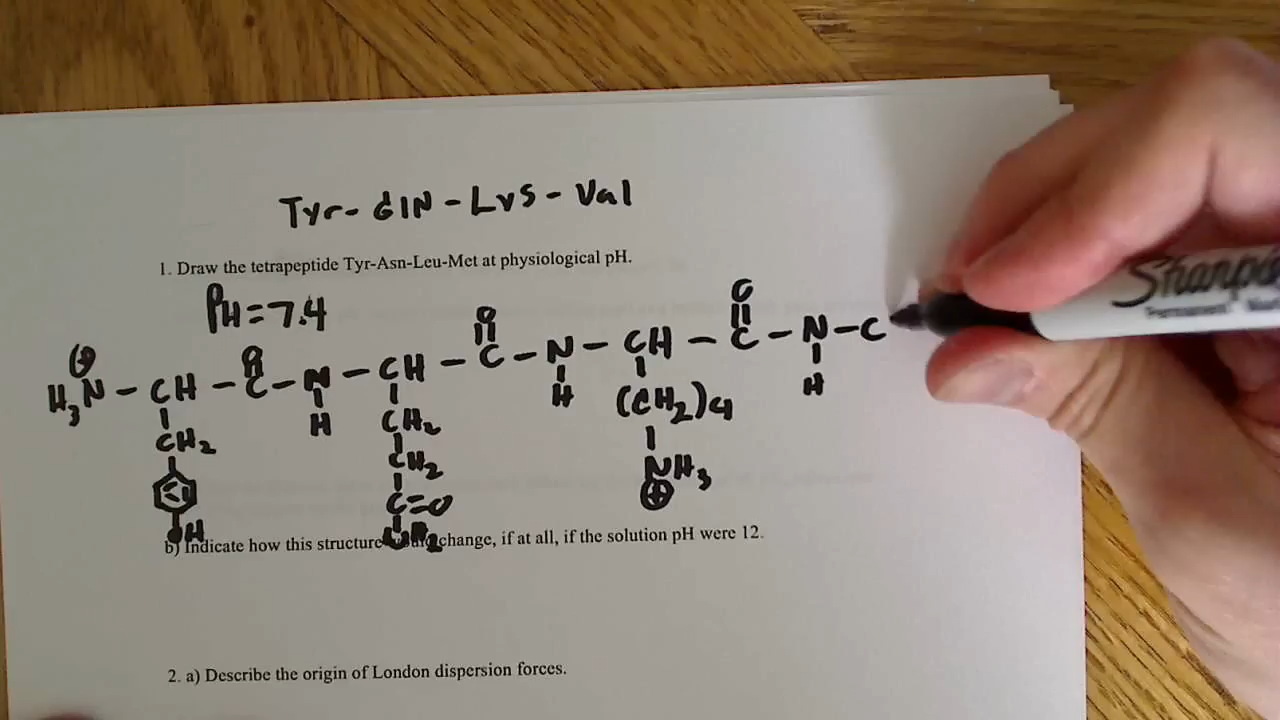 Tyr- GlN - LyS - Val
1. Draw the tetrapeptide Tyr-Asn-Leu-Met at physiological pH.
PH=7.4
O O O
⊕
H3N - CH - C - N - CH - C - N - CH - C - N - C
H H H
CH2 CH2 (CH2)4
CH2
NH3
⊕
C=O
OH NH2
b) Indicate how this structure change, if at all, if the solution pH were 12.
2. a) Describe the origin of London dispersion forces.
Sharpie